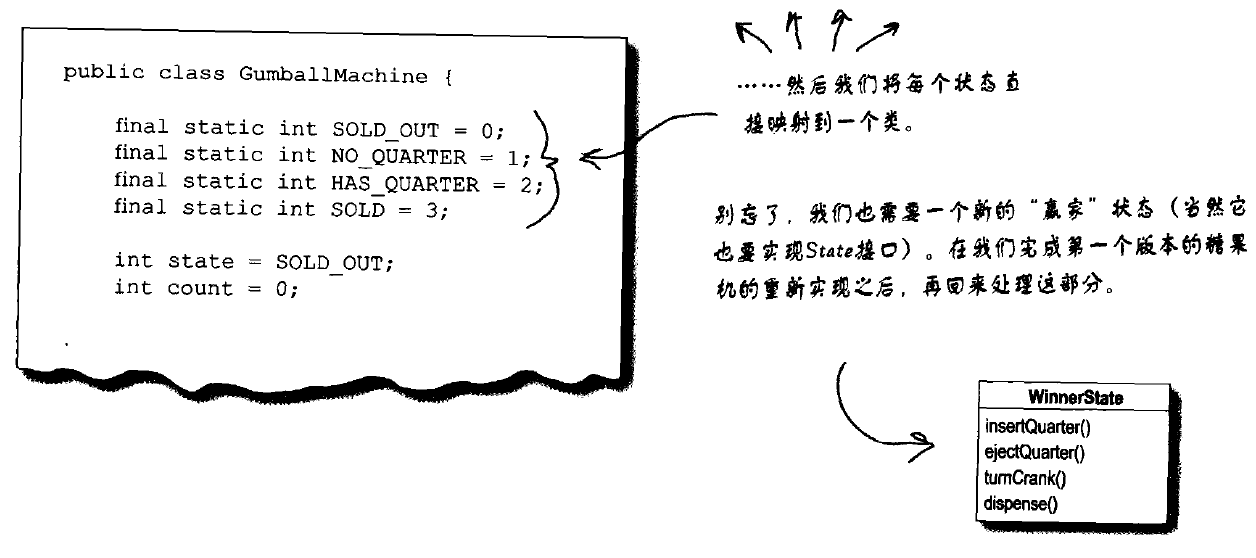 public class GumballMachine {
final static int SOLD_OUT = 0;
final static int NO_QUARTER = 1;
final static int HAS_QUARTER = 2;
final static int SOLD = 3;
int state = SOLD_OUT;
int count = 0;
……然后我们将每个状态直
接映射到一个类。
别忘了，我们也需要一个新的“赢家”状态（当然它
也要实现State接口）。在我们完成第一个版本的糖果
机的重新实现之后，再回来处理这部分。
WinnerState
insertQuarter()
ejectQuarter()
turnCrank()
dispense()